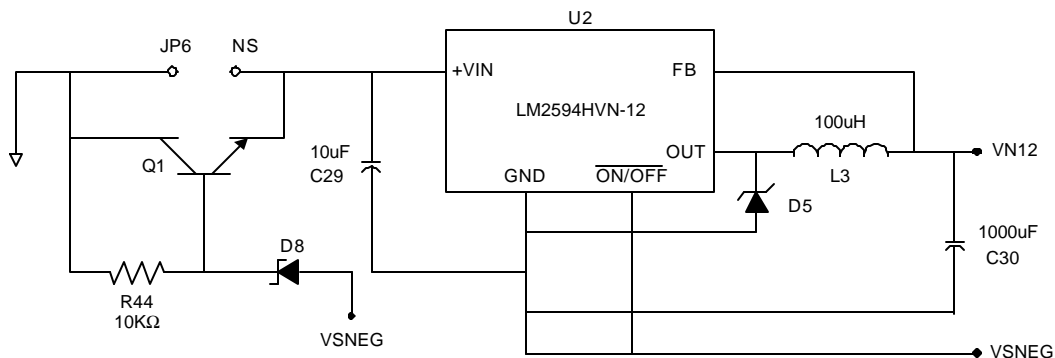 U2
JP6
NS
+VIN
FB
LM2594HVN-12
100uH
10uF
C29
Q1
OUT
VN12
GND
ON/OFF
L3
D5
1000uF
C30
D8
R44
10KΩ
VSNEG
VSNEG